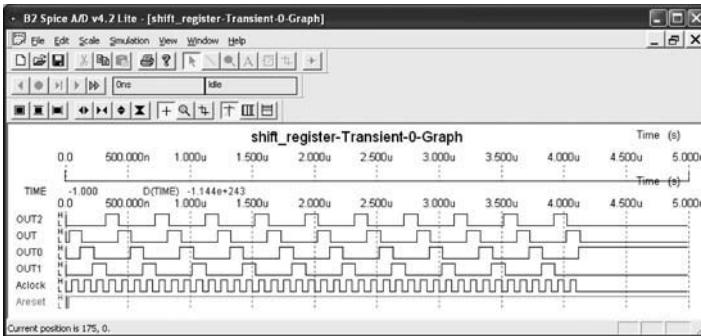 B2 Spice A/D v4.2 Lite - [shift_register-Transient-0-Graph]
File Edit Scale Simulation View Window Help
0ns Idle
shift_register-Transient-0-Graph Time (s)
0.0 500.000n 1.000u 1.500u 2.000u 2.500u 3.000u 3.500u 4.000u 4.500u 5.000u
Time (s)
TIME -1.000 D(TIME) -1.144e+243
0.0 500.000n 1.000u 1.500u 2.000u 2.500u 3.000u 3.500u 4.000u 4.500u 5.000u
OUT2 H L
OUT H L
OUT0 H L
OUT1 H L
Aclock H L
Areset H L
Current position is 175, 0.